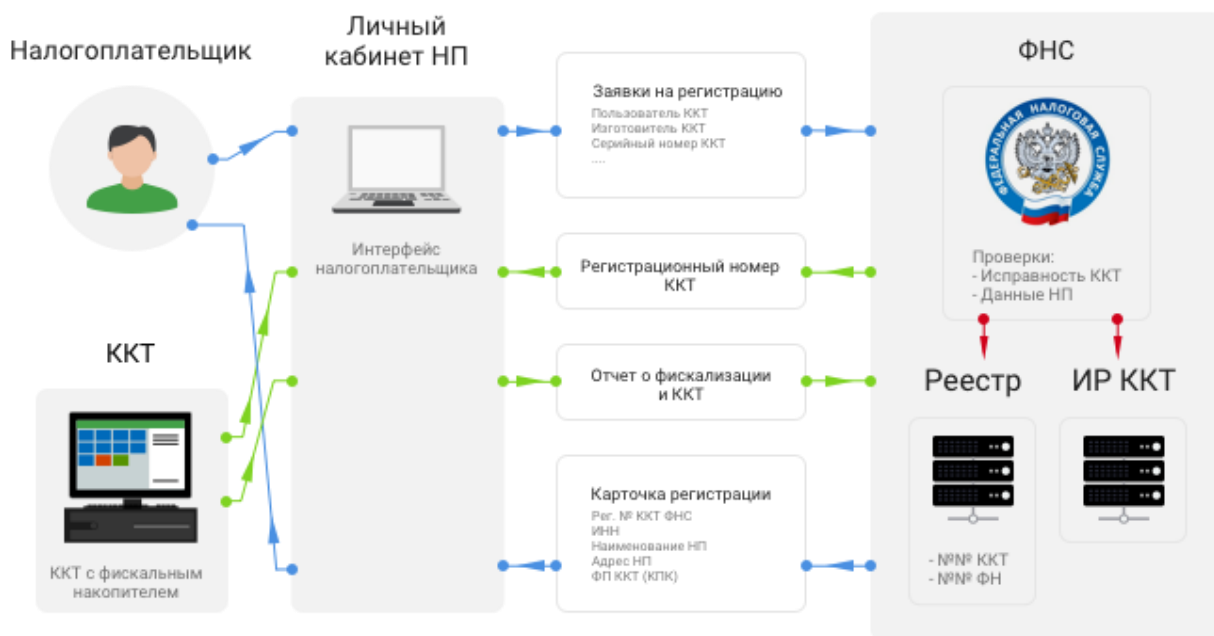 Налогоплательщик
Личный
кабинет НП
Интерфейс
налогоплательщика
ККТ
ККТ с фискальным
накопителем
Заявки на регистрацию
Пользователь ККТ
Изготовитель ККТ
Серийный номер ККТ
....
Регистрационный номер
ККТ
Отчет о фискализации
и ККТ
Карточка регистрации
Рег. № ККТ ФНС
ИНН
Наименование НП
Адрес НП
ФП ККТ (КПК)
ФНС
ФЕДЕРАЛЬНАЯ НАЛОГОВАЯ СЛУЖБА
Проверки:
- Исправность ККТ
- Данные НП
Реестр
- №№ ККТ
- №№ ФН
ИР ККТ